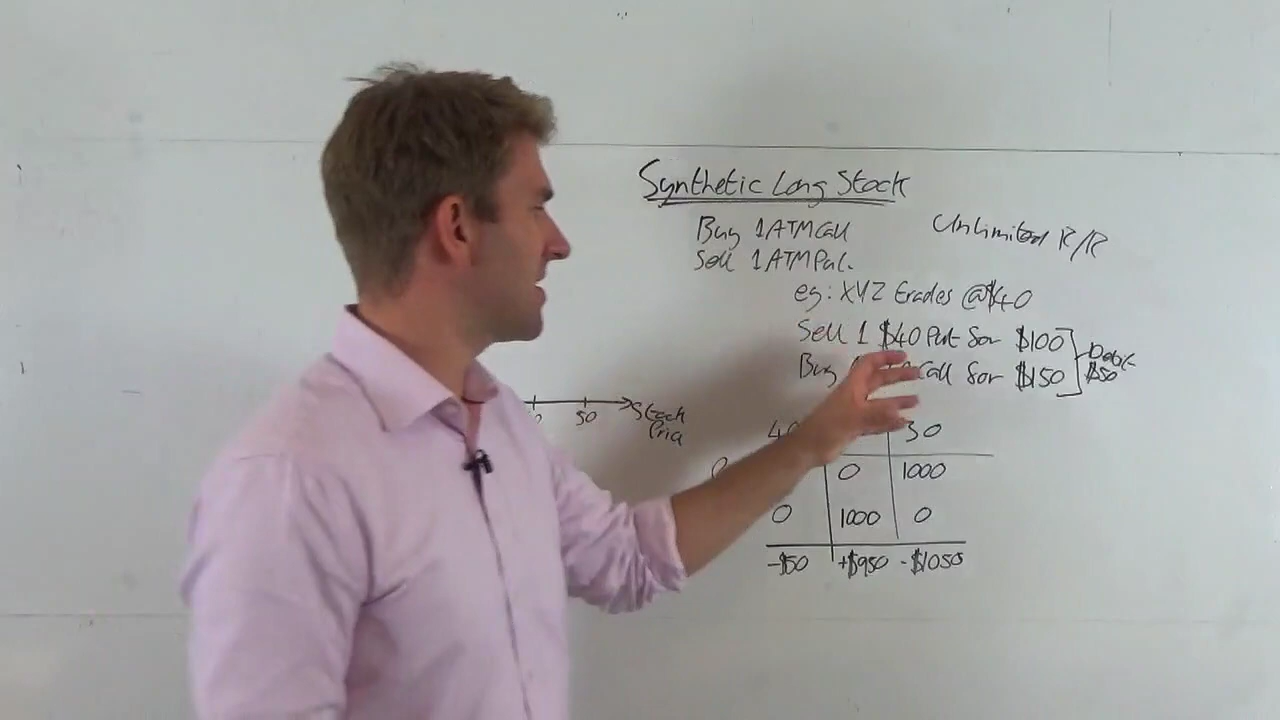 Synthetic Long Stock
Buy 1 ATM Call
Unlimited R/R
Sell 1 ATM Put.
eg: XYZ trades @ $40
Sell 1 $40 Put for $100
Debit
Buy Call for $150
$50
50
Stock
Price
40 30
0 1000
0 1000 0
-$50 +$950 -$1050